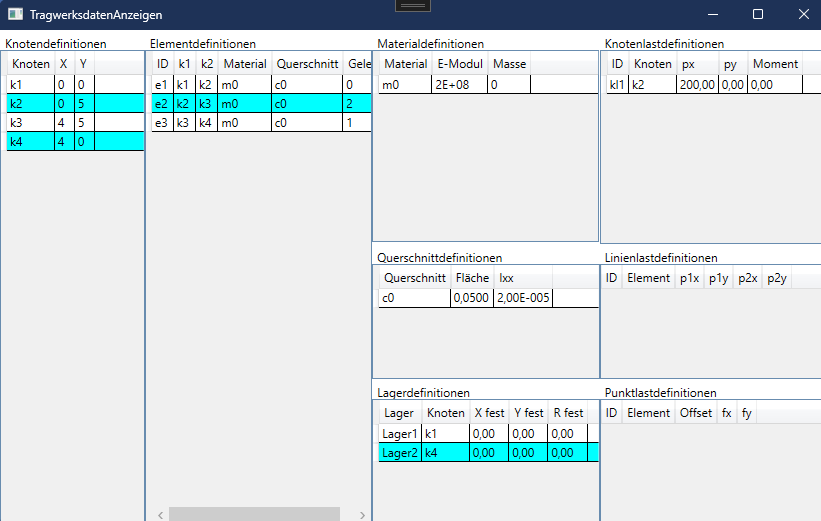 TragwerksdatenAnzeigen
Knotendefinitionen
Knoten X Y
k1 0 0
k2 0 5
k3 4 5
k4 4 0
Elementdefinitionen
ID k1 k2 Material Querschnitt Gele
e1 k1 k2 m0 c0 0
e2 k2 k3 m0 c0 2
e3 k3 k4 m0 c0 1
Materialdefinitionen
Material E-Modul Masse
m0 2E+08 0
Knotenlastdefinitionen
ID Knoten px py Moment
kl1 k2 200,00 0,00 0,00
Querschnittdefinitionen
Querschnitt Fläche Ixx
c0 0,0500 2,00E-005
Linienlastdefinitionen
ID Element p1x p1y p2x p2y
Lagerdefinitionen
Lager Knoten X fest Y fest R fest
Lager1 k1 0,00 0,00 0,00
Lager2 k4 0,00 0,00 0,00
Punktlastdefinitionen
ID Element Offset fx fy